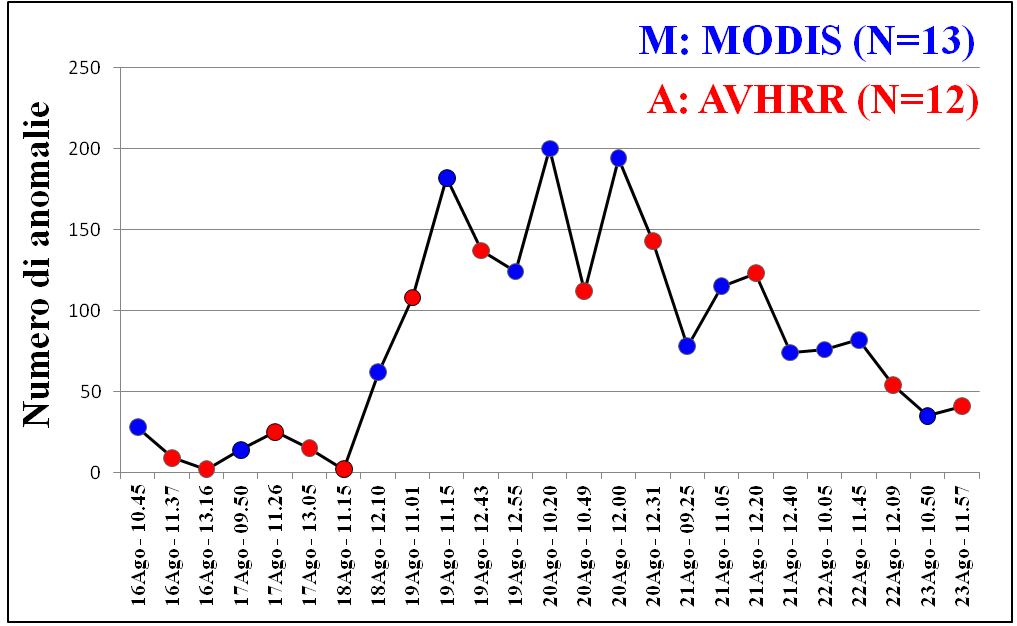 M: MODIS (N=13)
A: AVHRR (N=12)
Numero di anomalie
250
200
150
100
50
0
16Ago - 10.45
16Ago - 11.37
16Ago - 13.16
17Ago - 09.50
17Ago - 11.26
17Ago - 13.05
18Ago - 11.15
18Ago - 12.10
19Ago - 11.01
19Ago - 11.15
19Ago - 12.43
19Ago - 12.55
20Ago - 10.20
20Ago - 10.49
20Ago - 12.00
20Ago - 12.31
21Ago - 09.25
21Ago - 11.05
21Ago - 12.20
21Ago - 12.40
22Ago - 10.05
22Ago - 11.45
22Ago - 12.09
23Ago - 10.50
23Ago - 11.57